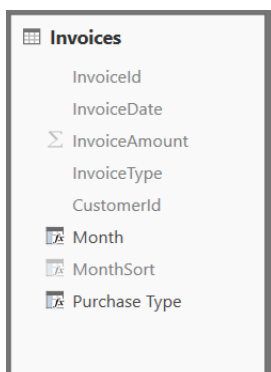 Invoices
InvoiceId
InvoiceDate
InvoiceAmount
InvoiceType
CustomerId
Month
MonthSort
Purchase Type